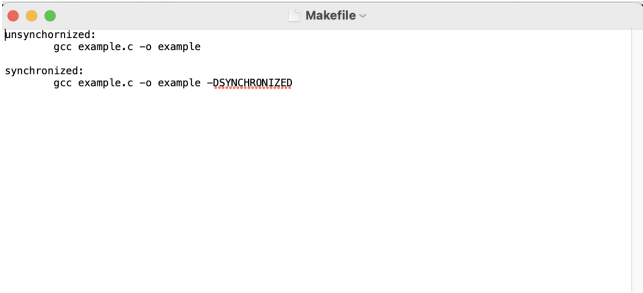 Makefile
unsynchornized:
gcc example.c -o example
synchronized:
gcc example.c -o example -DSYNCHRONIZED